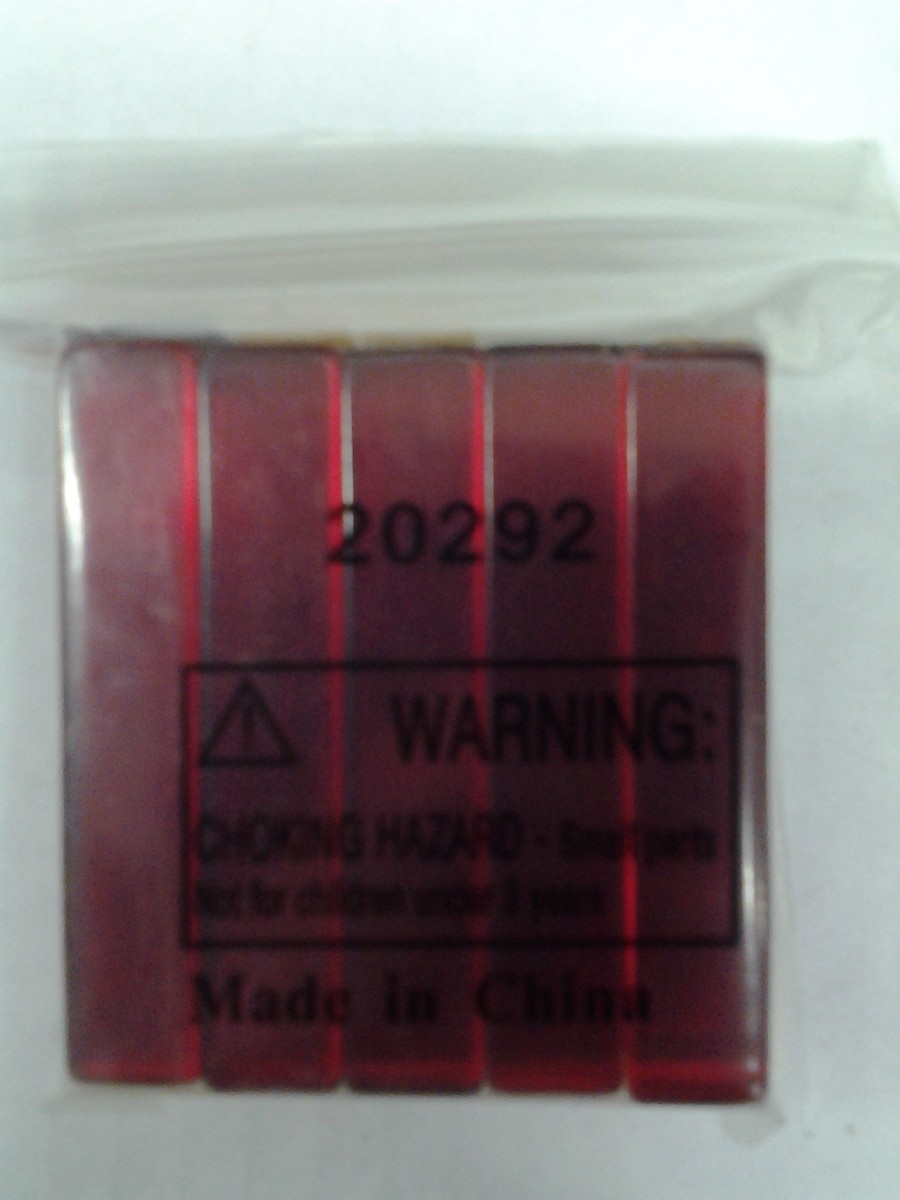 20292
WARNING:
CHOKING HAZARD - Small parts
Not for children under 3 years
Made in China